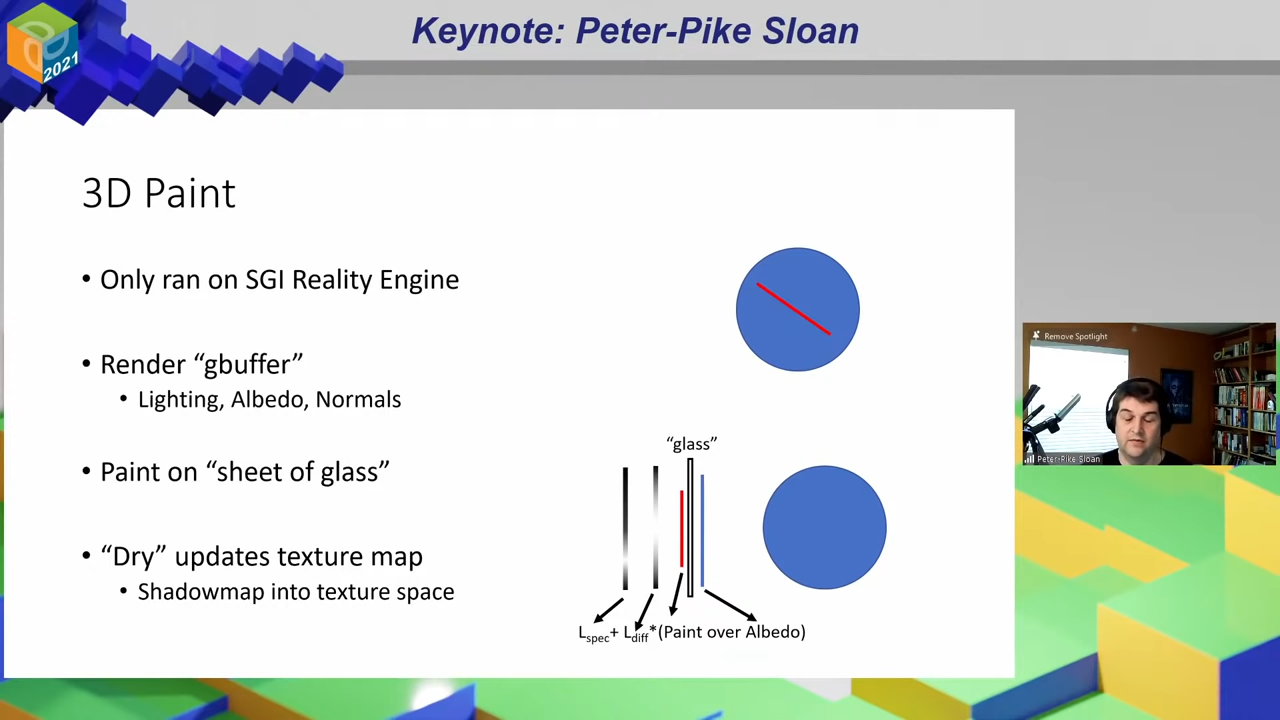 Keynote: Peter-Pike Sloan
2021
3D Paint
• Only ran on SGI Reality Engine
• Render “gbuffer”
• Lighting, Albedo, Normals
• Paint on “sheet of glass”
• “Dry” updates texture map
• Shadowmap into texture space
“glass”
Lspec+ Ldiff*(Paint over Albedo)
Remove Spotlight
Peter-Pike Sloan